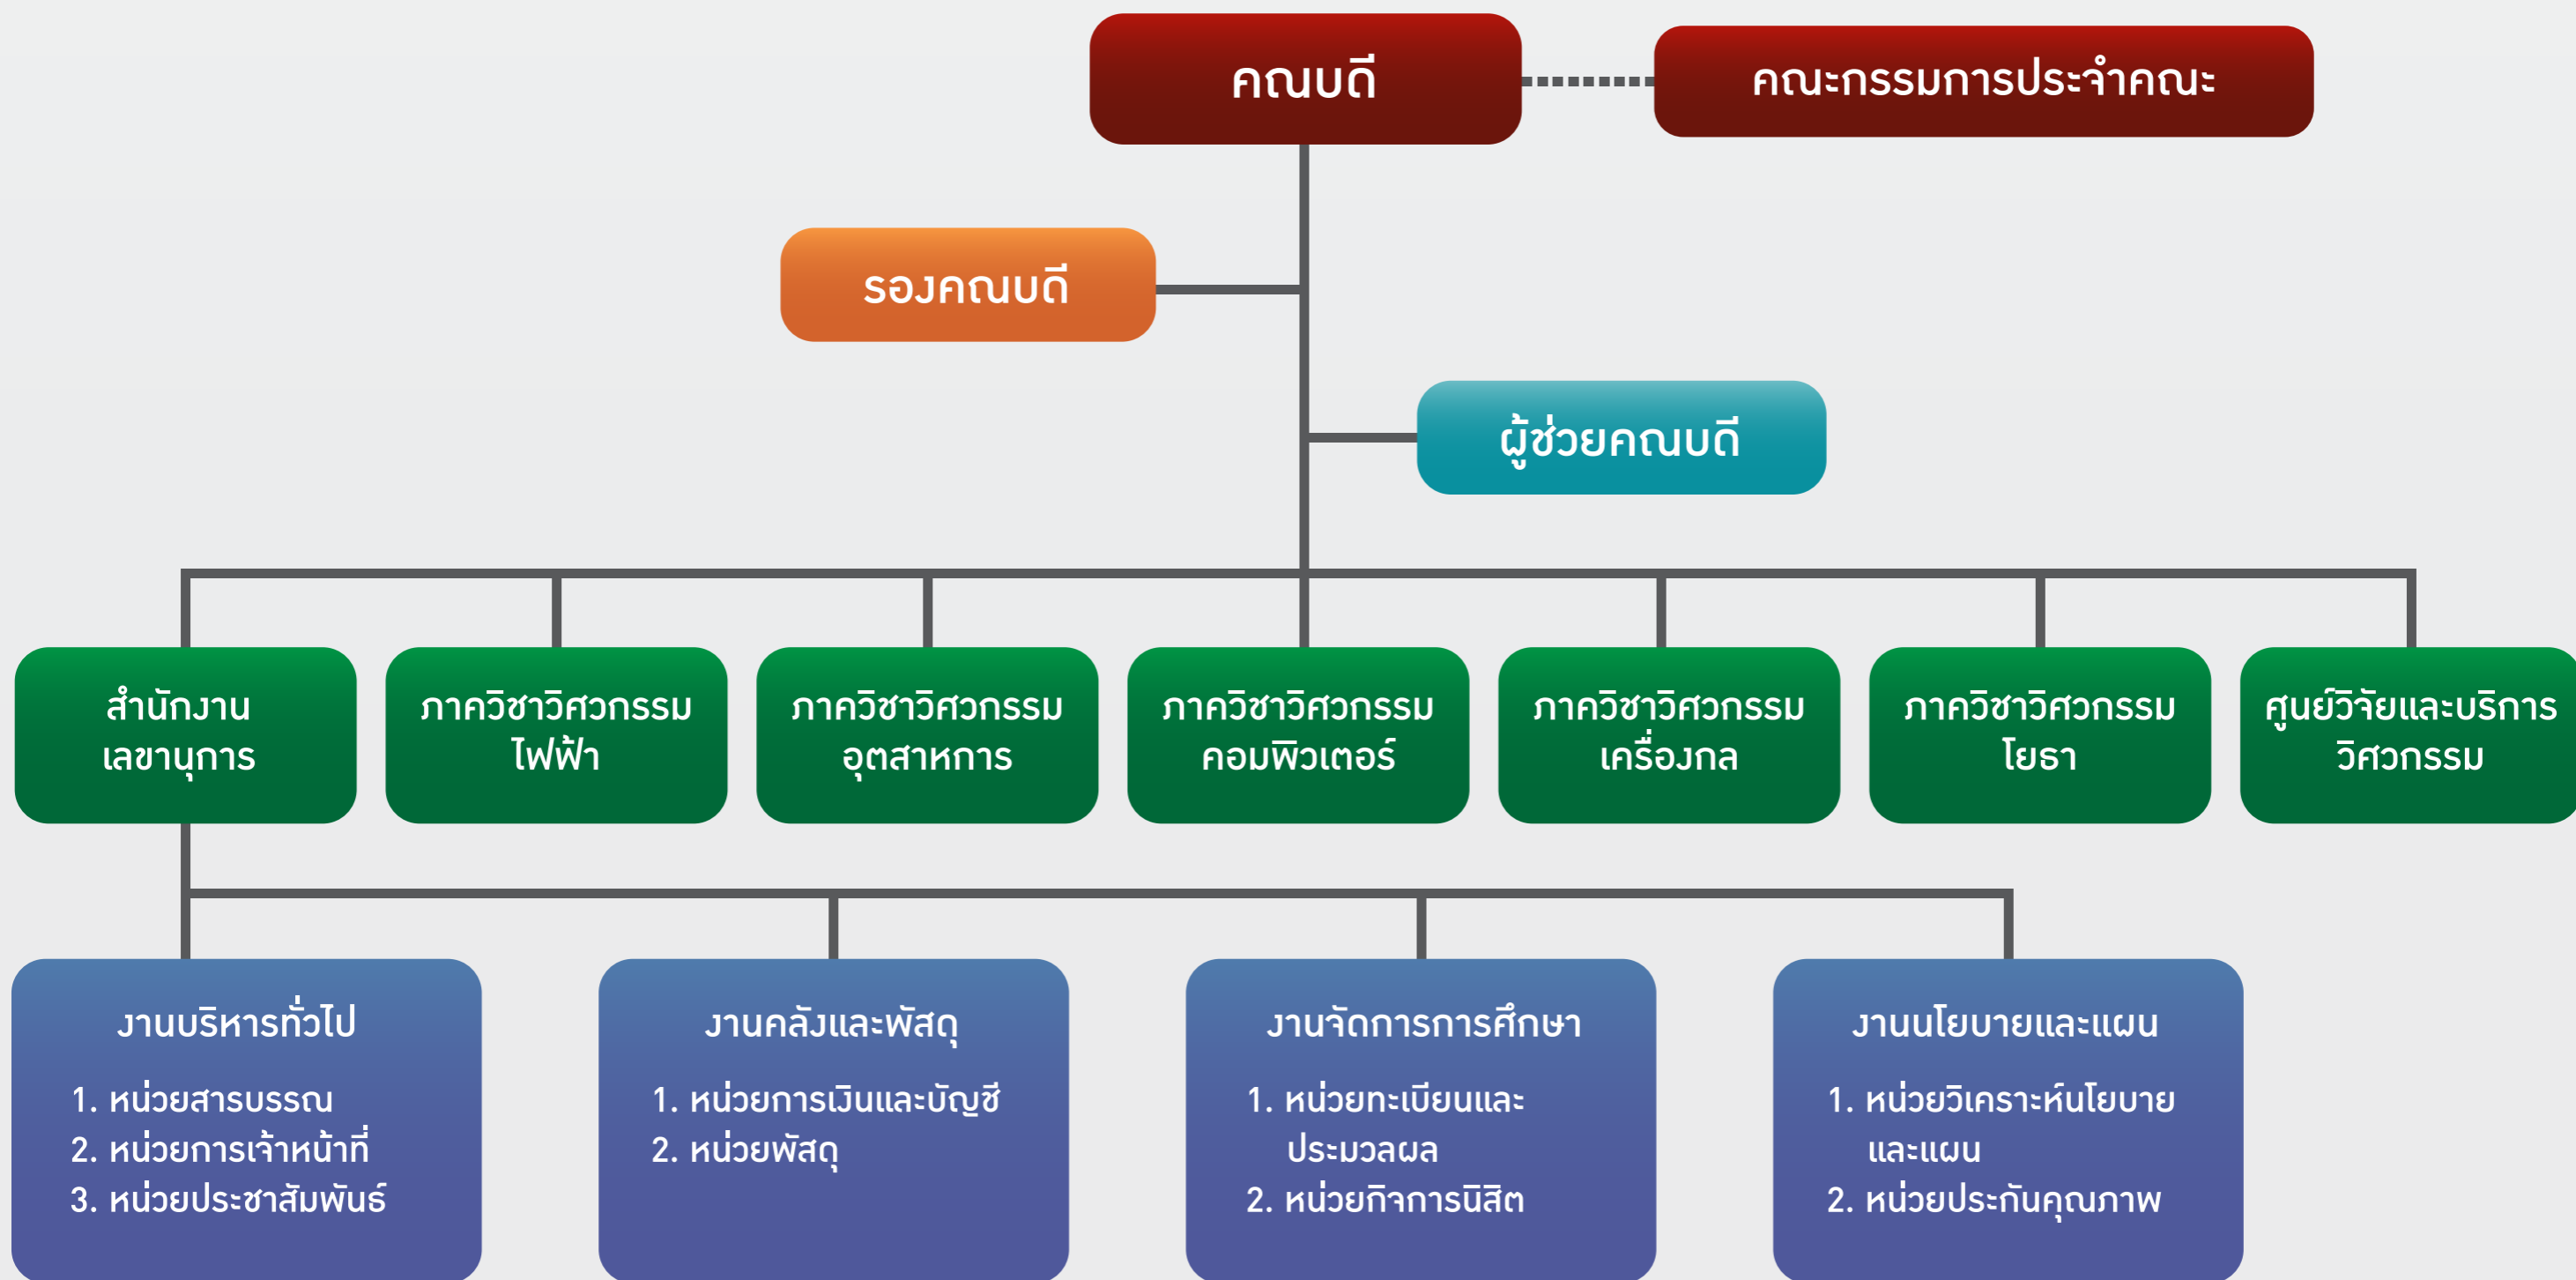 คณบดี
คณะกรรมการประจำคณะ
รองคณบดี
ผู้ช่วยคณบดี
สำนักงาน
เลขานุการ
ภาควิชาวิศวกรรม
ไฟฟ้า
ภาควิชาวิศวกรรม
อุตสาหการ
ภาควิชาวิศวกรรม
คอมพิวเตอร์
ภาควิชาวิศวกรรม
เครื่องกล
ภาควิชาวิศวกรรม
โยธา
ศูนย์วิจัยและบริการ
วิศวกรรม
งานบริหารทั่วไป
1. หน่วยสารบรรณ
2. หน่วยการเจ้าหน้าที่
3. หน่วยประชาสัมพันธ์
งานคลังและพัสดุ
1. หน่วยการเงินและบัญชี
2. หน่วยพัสดุ
งานจัดการการศึกษา
1. หน่วยทะเบียนและ
ประมวลผล
2. หน่วยกิจการนิสิต
งานนโยบายและแผน
1. หน่วยวิเคราะห์นโยบาย
และแผน
2. หน่วยประกันคุณภาพ